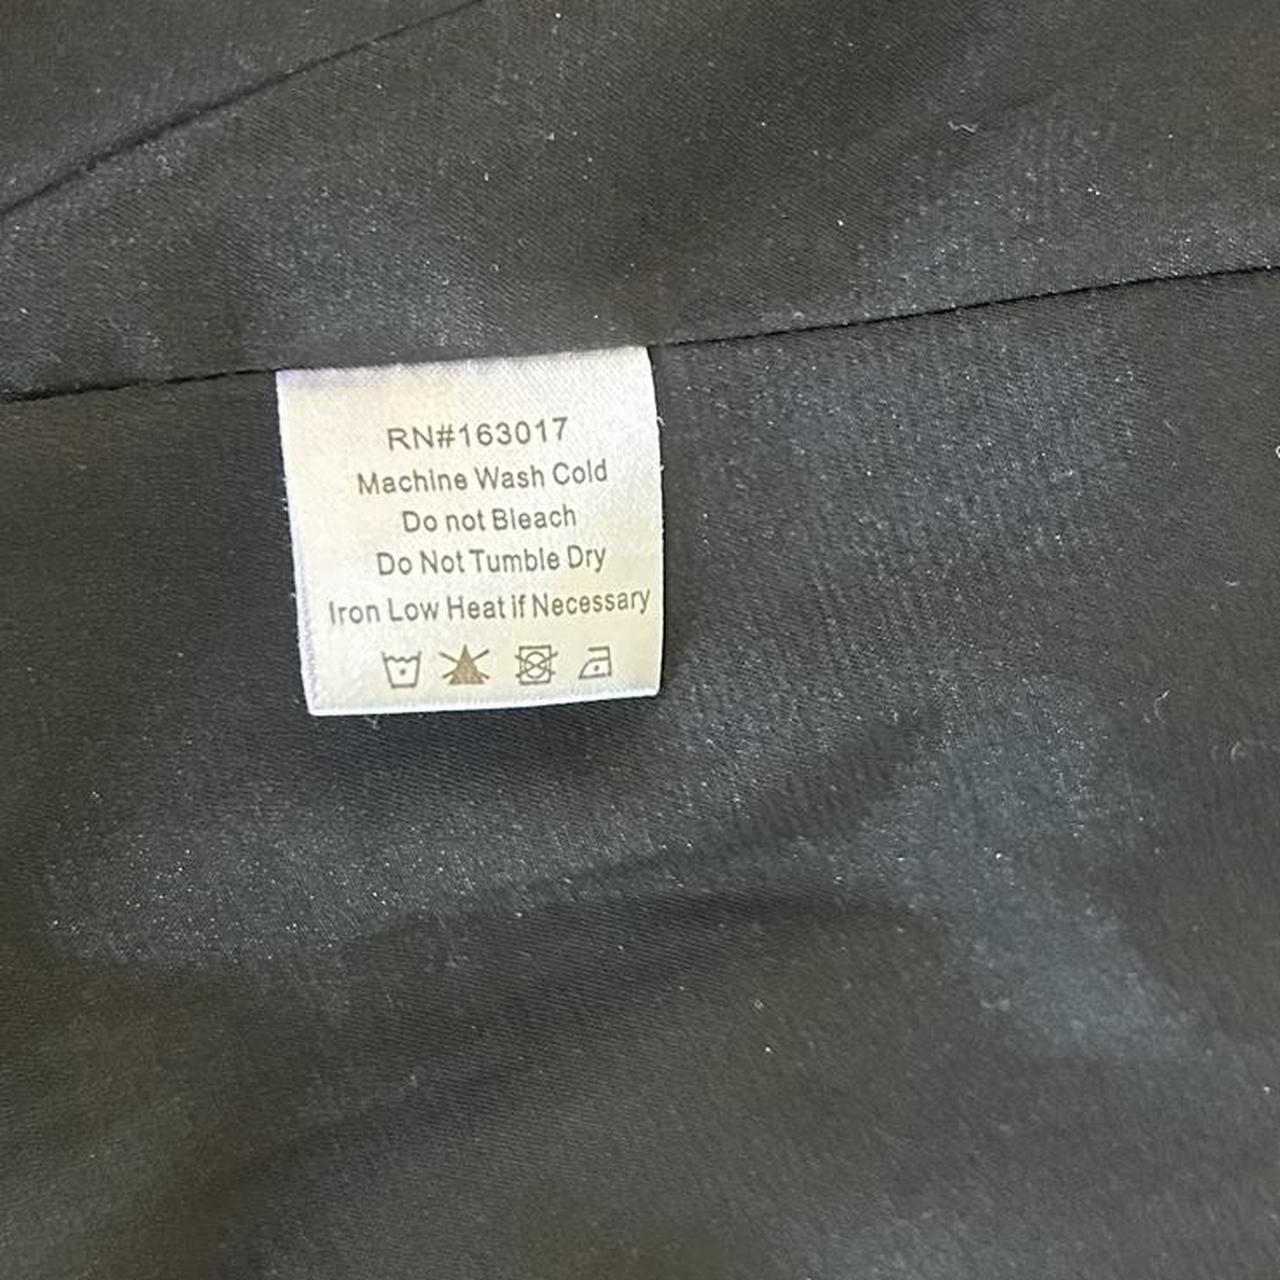 RN#163017
Machine Wash Cold
Do not Bleach
Do Not Tumble Dry
Iron Low Heat if Necessary